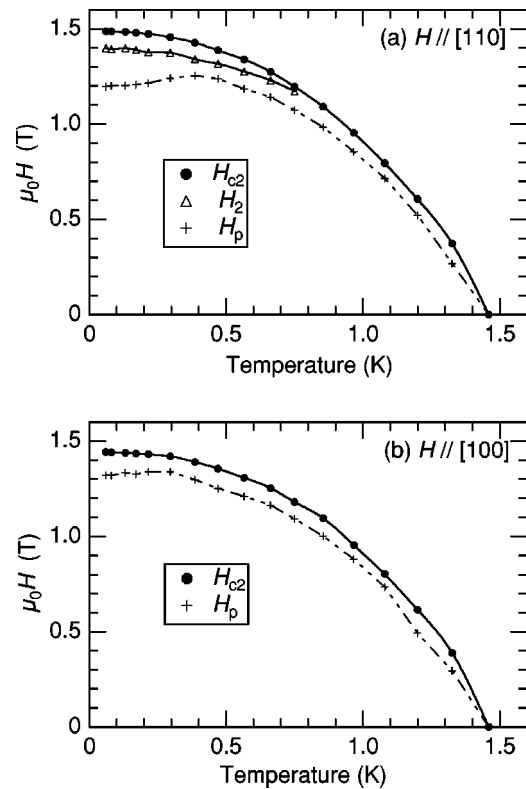 (a) H // [110]
1.5
1.0
0.5
0
μ₀H (T)
Hc2
H2
Hp
0 0.5 1.0 1.5
Temperature (K)
(b) H // [100]
1.5
1.0
0.5
0
μ₀H (T)
Hc2
Hp
0 0.5 1.0 1.5
Temperature (K)